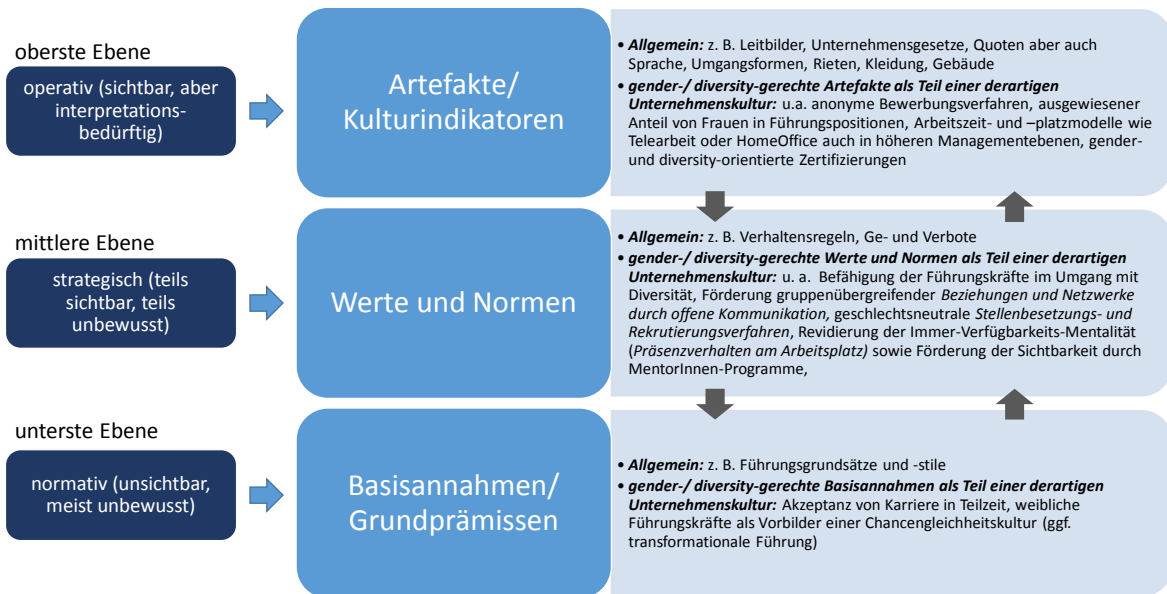 oberste Ebene
operativ (sichtbar, aber
interpretations-
bedürftig)
Artefakte/
Kulturindikatoren
• Allgemein: z. B. Leitbilder, Unternehmensgesetze, Quoten aber auch
Sprache, Umgangsformen, Rieten, Kleidung, Gebäude
• gender-/ diversity-gerechte Artefakte als Teil einer derartigen
Unternehmenskultur: u.a. anonyme Bewerbungsverfahren, ausgewiesener
Anteil von Frauen in Führungspositionen, Arbeitszeit- und –platzmodelle wie
Telearbeit oder HomeOffice auch in höheren Managementebenen, gender-
und diversity-orientierte Zertifizierungen
mittlere Ebene
strategisch (teils
sichtbar, teils
unbewusst)
Werte und Normen
• Allgemein: z. B. Verhaltensregeln, Ge- und Verbote
• gender-/ diversity-gerechte Werte und Normen als Teil einer derartigen
Unternehmenskultur: u. a. Befähigung der Führungskräfte im Umgang mit
Diversität, Förderung gruppenübergreifender Beziehungen und Netzwerke
durch offene Kommunikation, geschlechtsneutrale Stellenbesetzungs- und
Rekrutierungsverfahren, Revidierung der Immer-Verfügbarkeits-Mentalität
(Präsenzverhalten am Arbeitsplatz) sowie Förderung der Sichtbarkeit durch
MentorInnen-Programme,
unterste Ebene
normativ (unsichtbar,
meist unbewusst)
Basisannahmen/
Grundprämissen
• Allgemein: z. B. Führungsgrundsätze und -stile
• gender-/ diversity-gerechte Basisannahmen als Teil einer derartigen
Unternehmenskultur: Akzeptanz von Karriere in Teilzeit, weibliche
Führungskräfte als Vorbilder einer Chancengleichheitskultur (ggf.
transformationale Führung)